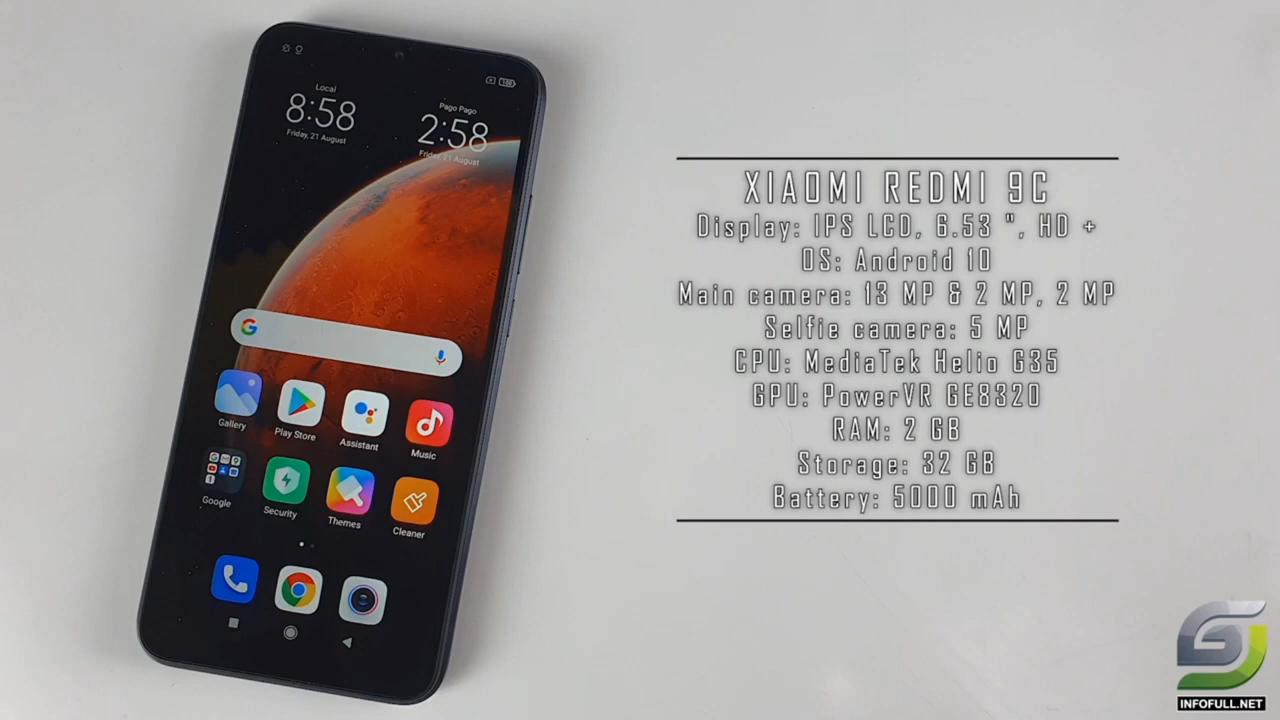 Local
8:58
Friday, 21 August
Pago Pago
2:58
Friday, 21 August
Gallery
Play Store
Assistant
Music
Google
Security
Themes
Cleaner
XIAOMI REDMI 9C
Display: IPS LCD, 6.53 ", HD +
OS: Android 10
Main camera: 13 MP & 2 MP, 2 MP
Selfie camera: 5 MP
CPU: MediaTek Helio G35
GPU: PowerVR GE8320
RAM: 2 GB
Storage: 32 GB
Battery: 5000 mAh
INFOFULL.NET